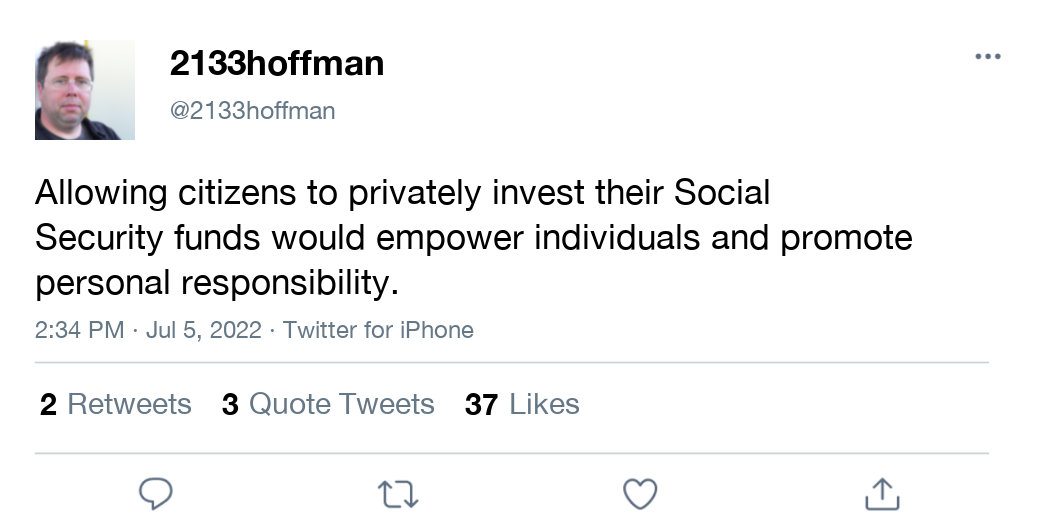 2133hoffman
@2133hoffman
Allowing citizens to privately invest their Social
Security funds would empower individuals and promote
personal responsibility.
2:34 PM · Jul 5, 2022 · Twitter for iPhone
2 Retweets 3 Quote Tweets 37 Likes